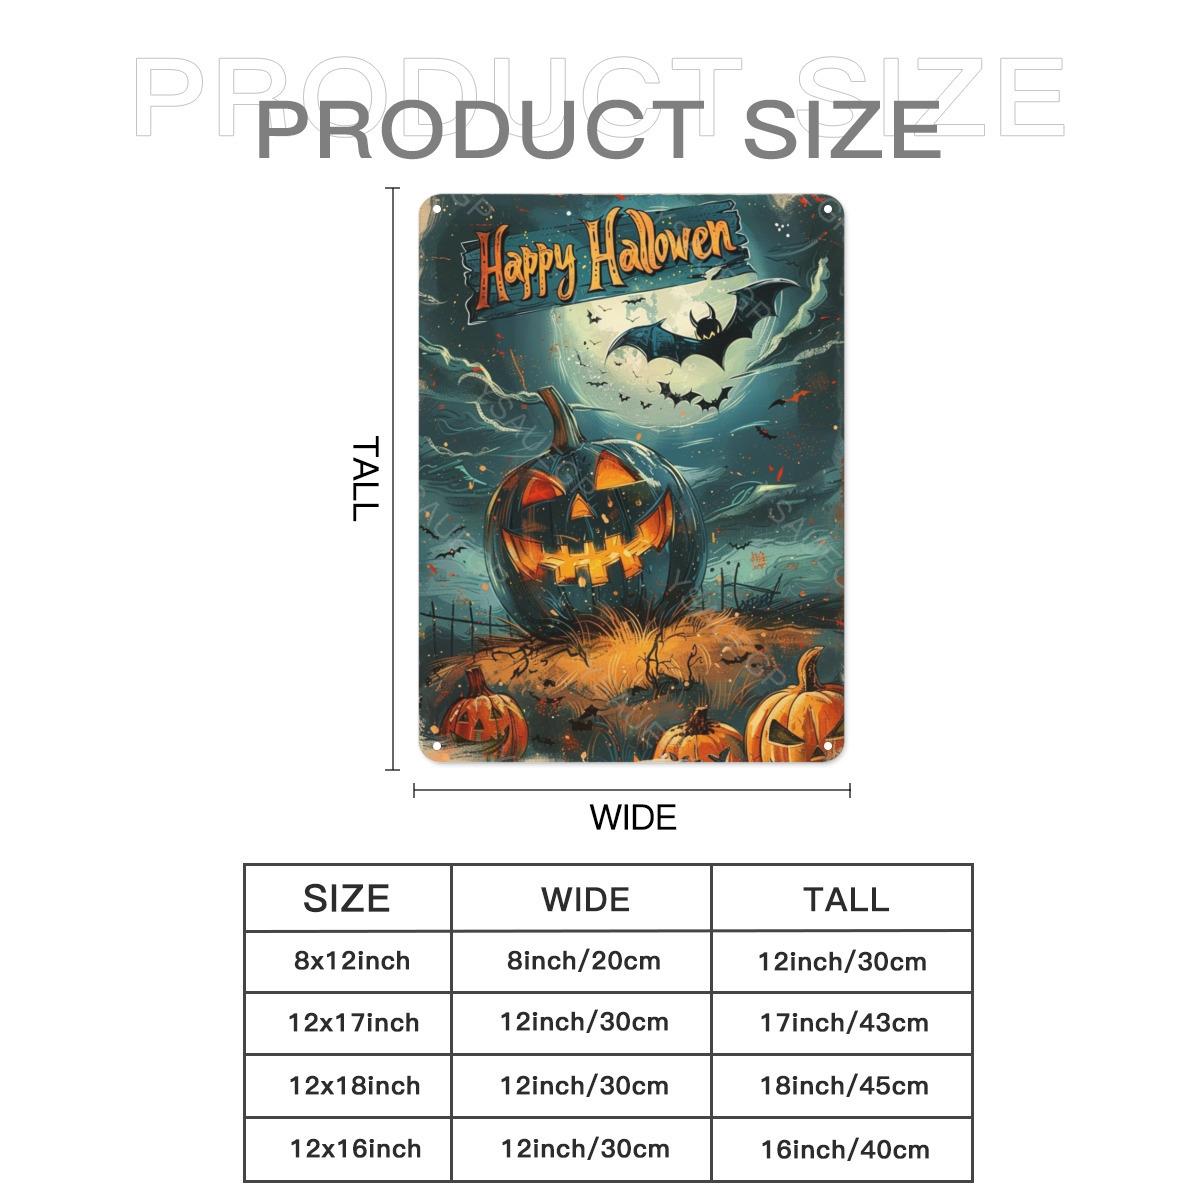 PRODUCT SIZE
PRODUCT SIZE
Happy Hallowen
TALL
WIDE
SIZE WIDE TALL
8x12inch 8inch/20cm 12inch/30cm
12x17inch 12inch/30cm 17inch/43cm
12x18inch 12inch/30cm 18inch/45cm
12x16inch 12inch/30cm 16inch/40cm